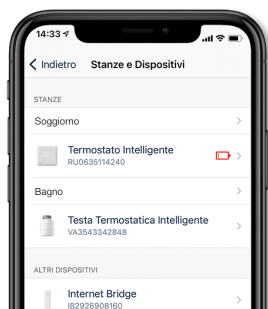 14:33
Indietro Stanze e Dispositivi
STANZE
Soggiorno
Termostato Intelligente
RU0635114240
Bagno
Testa Termostatica Intelligente
VA3543342848
ALTRI DISPOSITIVI
Internet Bridge
IB2926908160